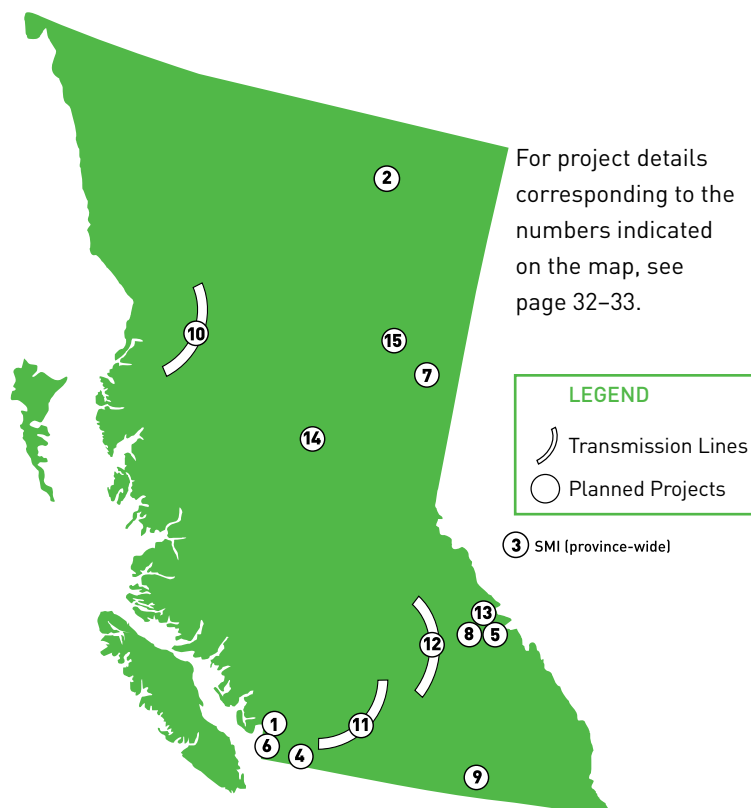 2
For project details
corresponding to the
numbers indicated
on the map, see
page 32–33.
10
15
7
LEGEND
14
Transmission Lines
Planned Projects
3 SMI (province-wide)
13
8 5
12
1
11
6
4
9